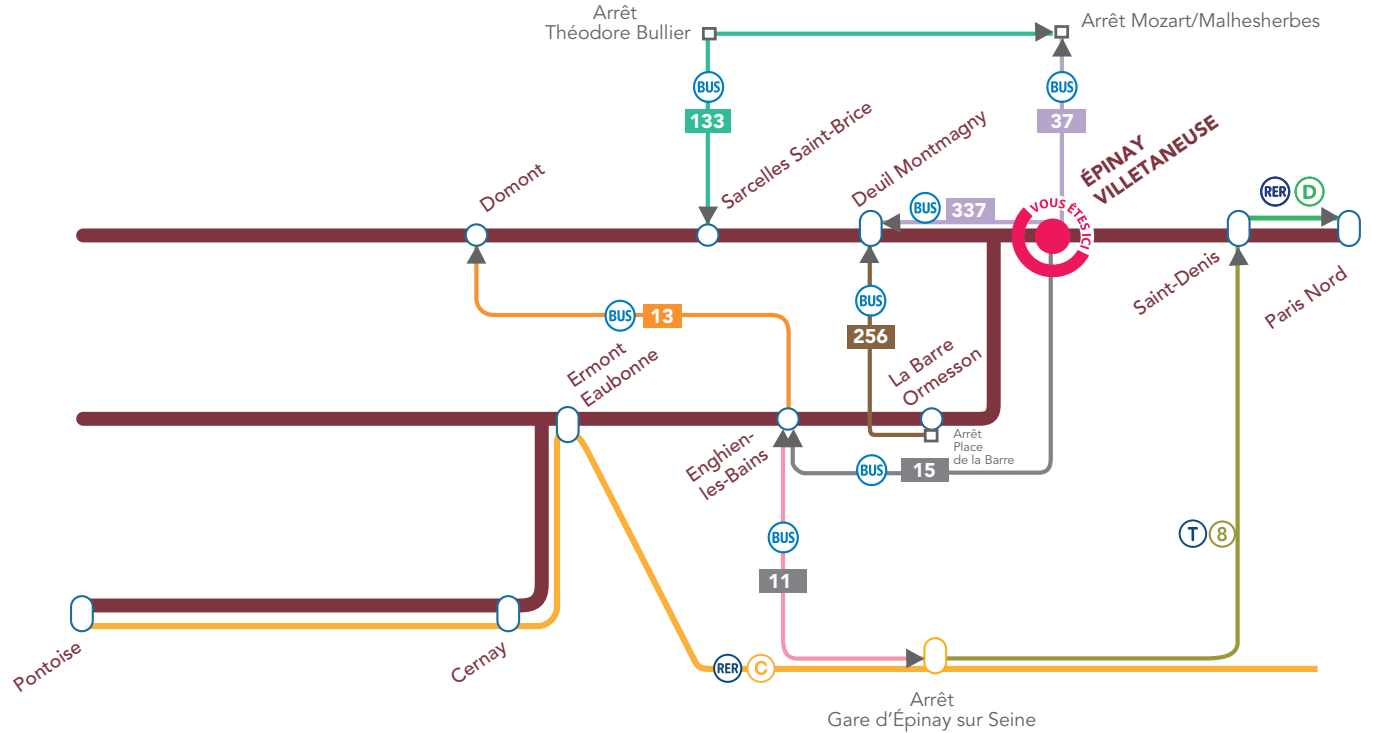 Arrêt
Théodore Bullier
Arrêt Mozart/Malhesherbes
BUS
133
BUS
37
Domont
Sarcelles Saint-Brice
Deuil Montmagny
ÉPINAY
VILLETANEUSE
BUS 337
VOUS ÊTES ICI
RER D
Saint-Denis
Paris Nord
BUS 13
BUS
256
Ermont
Eaubonne
La Barre
Ormesson
Enghien-
les-Bains
Arrêt
Place
de la Barre
BUS 15
BUS
11
T 8
Pontoise
Cernay
RER C
Arrêt
Gare d’Épinay sur Seine